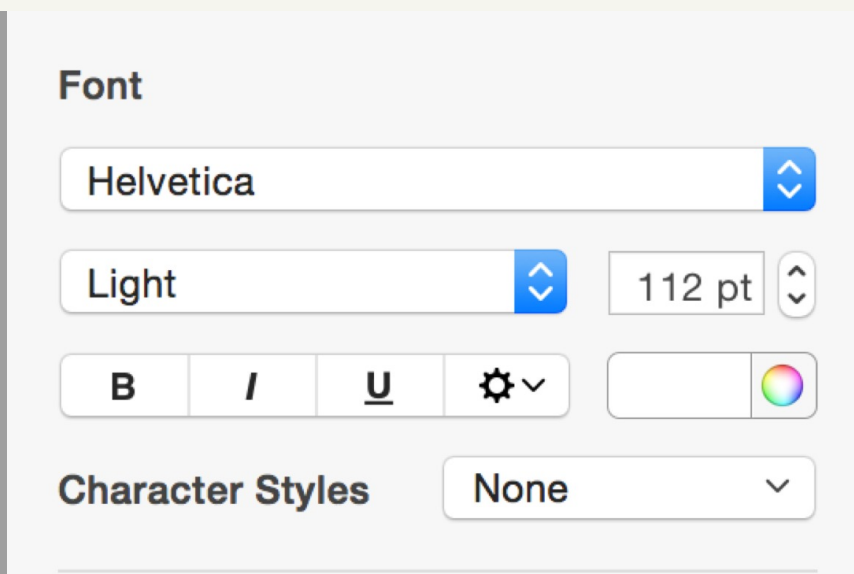 Font
Helvetica
Light 112 pt
B I U
Character Styles None